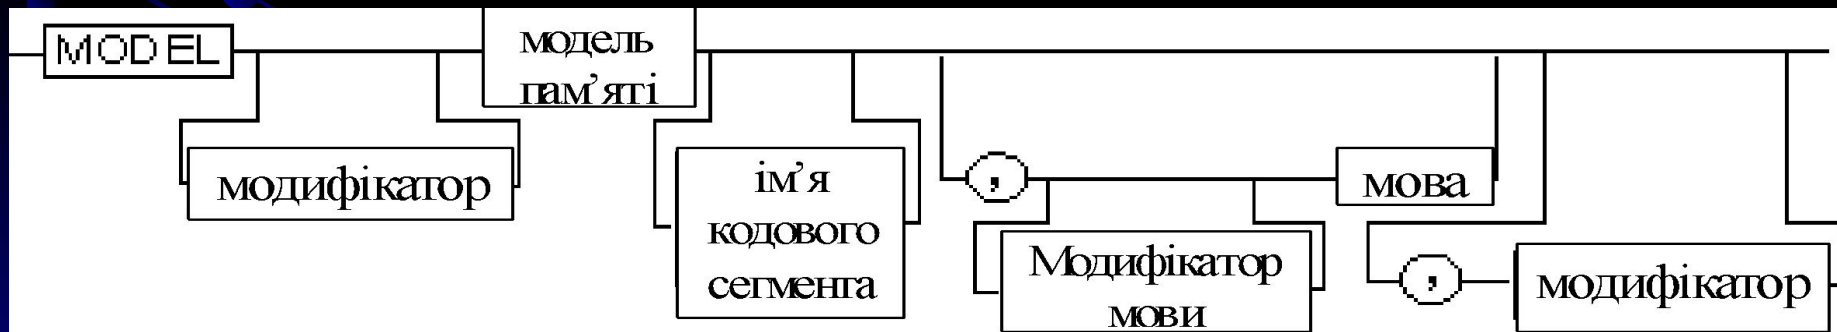 MODEL
модель
пам’яті
модифікатор
ім’я
кодового
сегмента
,
мова
Модифікатор
мови
,
модифікатор